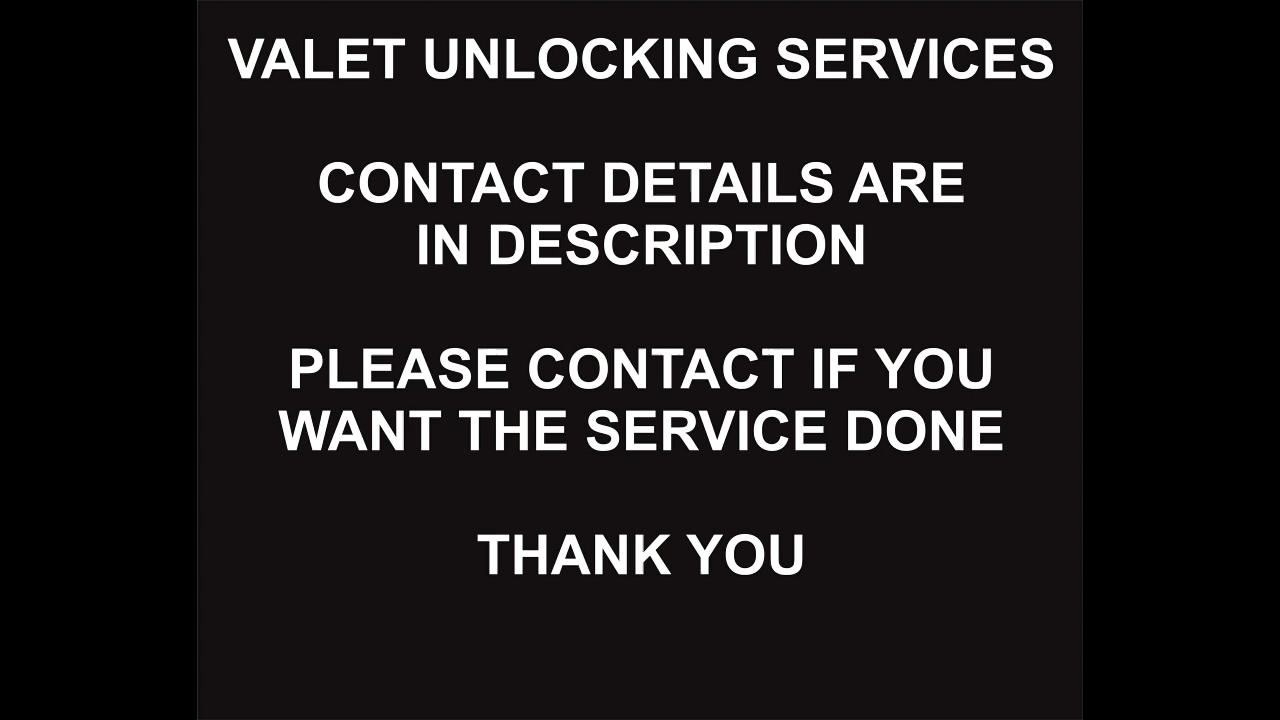 VALET UNLOCKING SERVICES
CONTACT DETAILS ARE
IN DESCRIPTION
PLEASE CONTACT IF YOU
WANT THE SERVICE DONE
THANK YOU